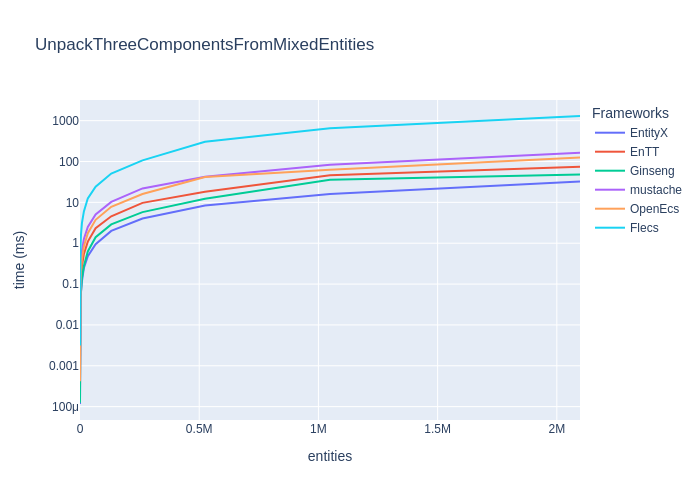 UnpackThreeComponentsFromMixedEntities
Frameworks
EntityX
EnTT
Ginseng
mustache
OpenEcs
Flecs
1000
100
10
1
0.1
0.01
0.001
100μ
time (ms)
0
0.5M
1M
1.5M
2M
entities